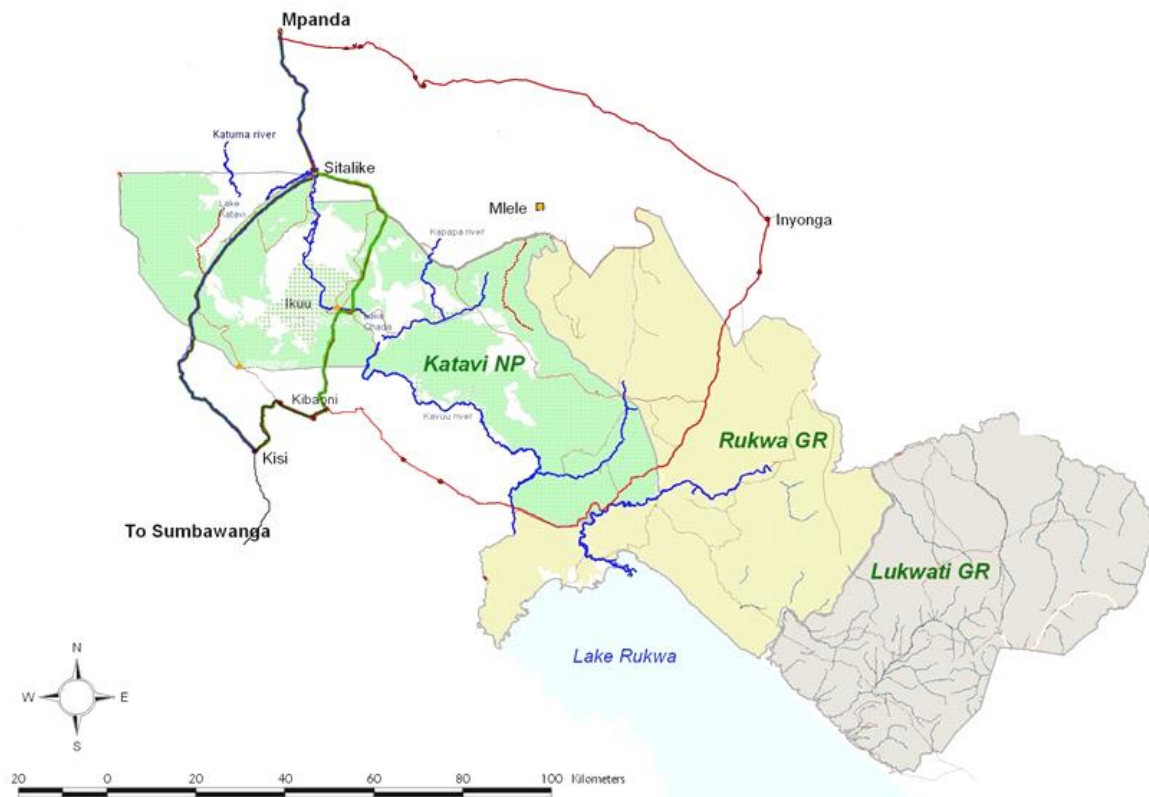 Mpanda
Katuma river
Sitalike
Mlele
Lake
Katavi
Inyonga
Kapapa river
Ikuu
Lake
Chada
Katavi NP
Kibaoni
Kavuu river
Rukwa GR
Kisi
To Sumbawanga
Lukwati GR
Lake Rukwa
N
W
E
S
20 0 20 40 60 80 100 Kilometers